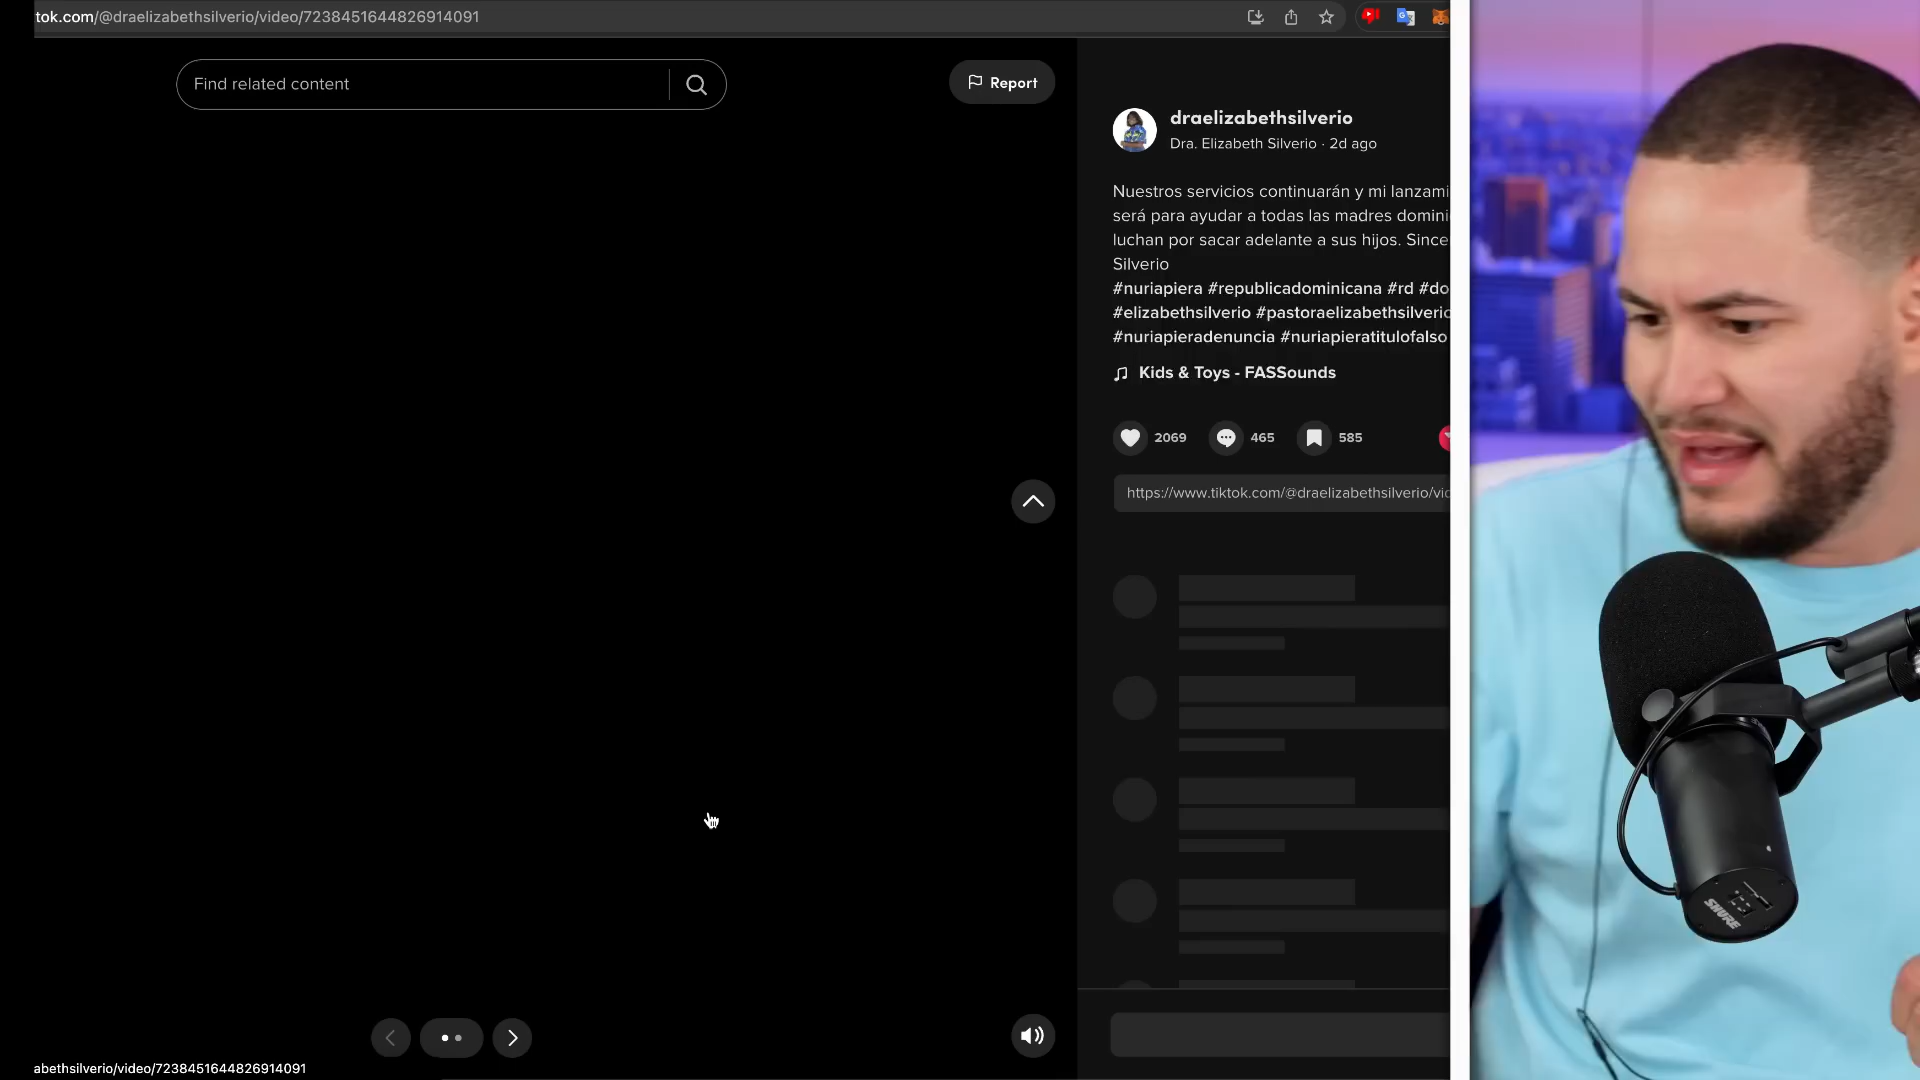 tok.com/@draelizabethsilverio/video/7238451644826914091
Find related content
Report
draelizabethsilverio
Dra. Elizabeth Silverio · 2d ago
Nuestros servicios continuarán y mi lanzami
será para ayudar a todas las madres domini
luchan por sacar adelante a sus hijos. Since
Silverio
#nuriapiera #republicadominicana #rd #do
#elizabethsilverio #pastoraelizabethsilverio
#nuriapieradenuncia #nuriapieratitulofalso
Kids & Toys - FASSounds
2069
465
585
https://www.tiktok.com/@draelizabethsilverio/vid
abethsilverio/video/7238451644826914091
SHURE